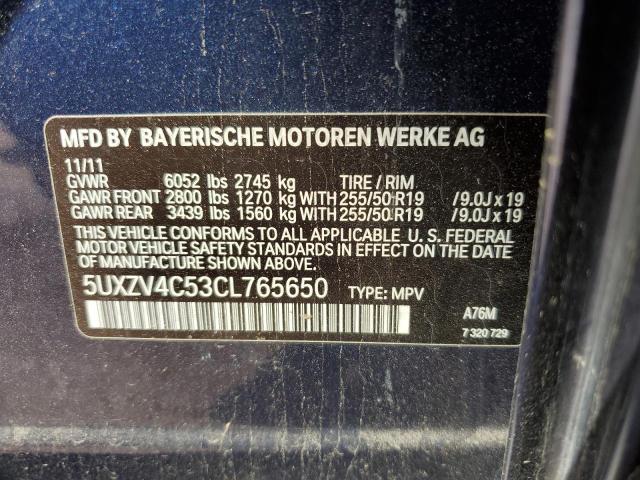 MFD BY BAYERISCHE MOTOREN WERKE AG
11/11
GVWR 6052 lbs 2745 kg TIRE / RIM
GAWR FRONT 2800 lbs 1270 kg WITH 255/50 R19 /9.0J x 19
GAWR REAR 3439 lbs 1560 kg WITH 255/50 R19 /9.0J x 19
THIS VEHICLE CONFORMS TO ALL APPLICABLE U. S. FEDERAL
MOTOR VEHICLE SAFETY STANDARDS IN EFFECT ON THE DATE
OF MANUFACTURE SHOWN ABOVE.
5UXZV4C53CL765650 TYPE: MPV
A76M
7 320 729